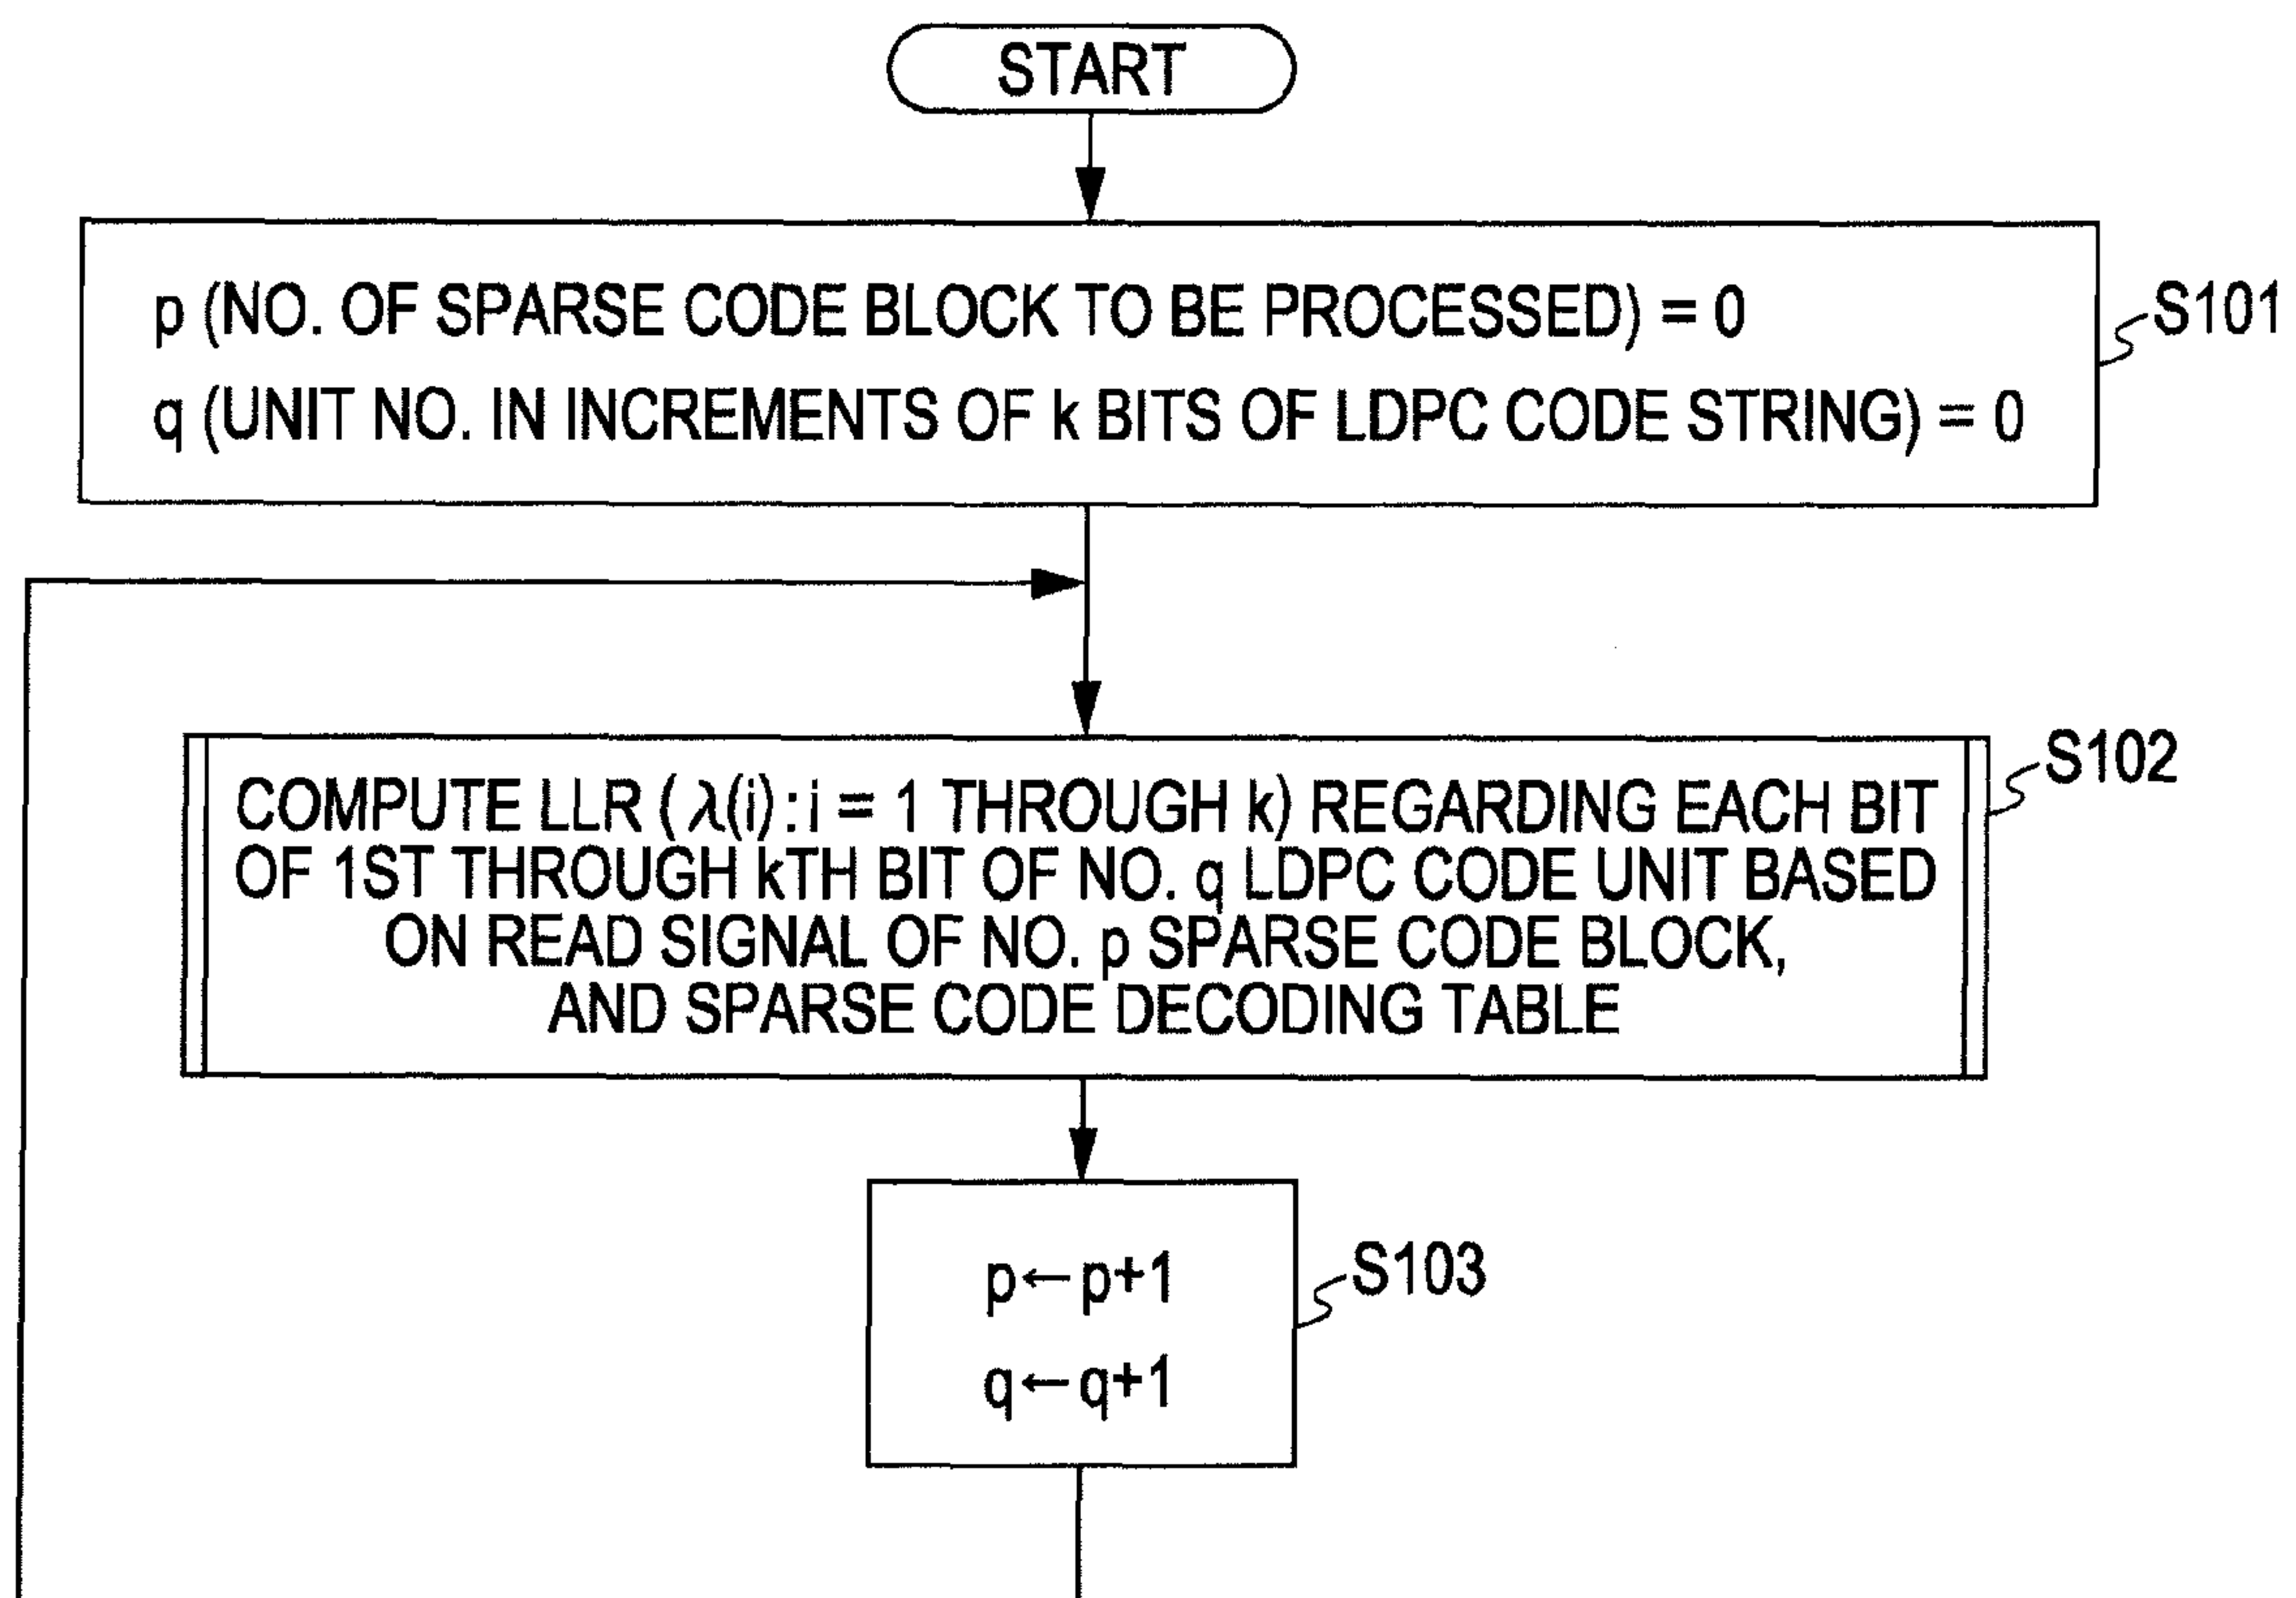 START
p (NO. OF SPARSE CODE BLOCK TO BE PROCESSED) = 0
q (UNIT NO. IN INCREMENTS OF k BITS OF LDPC CODE STRING) = 0
S101
COMPUTE LLR (λ(i):i = 1 THROUGH k) REGARDING EACH BIT
OF 1ST THROUGH kTH BIT OF NO. q LDPC CODE UNIT BASED
ON READ SIGNAL OF NO. p SPARSE CODE BLOCK,
AND SPARSE CODE DECODING TABLE
S102
p←p+1
q←q+1
S103